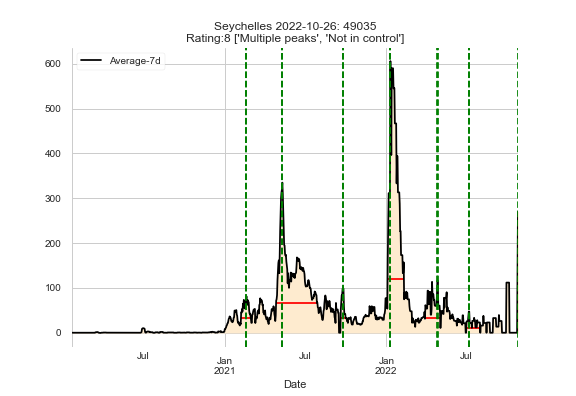 Seychelles 2022-10-26: 49035
Rating:8 ['Multiple peaks', 'Not in control']
Average-7d
600
500
400
300
200
100
0
Jul
Jan
2021
Jul
Jan
2022
Jul
Date